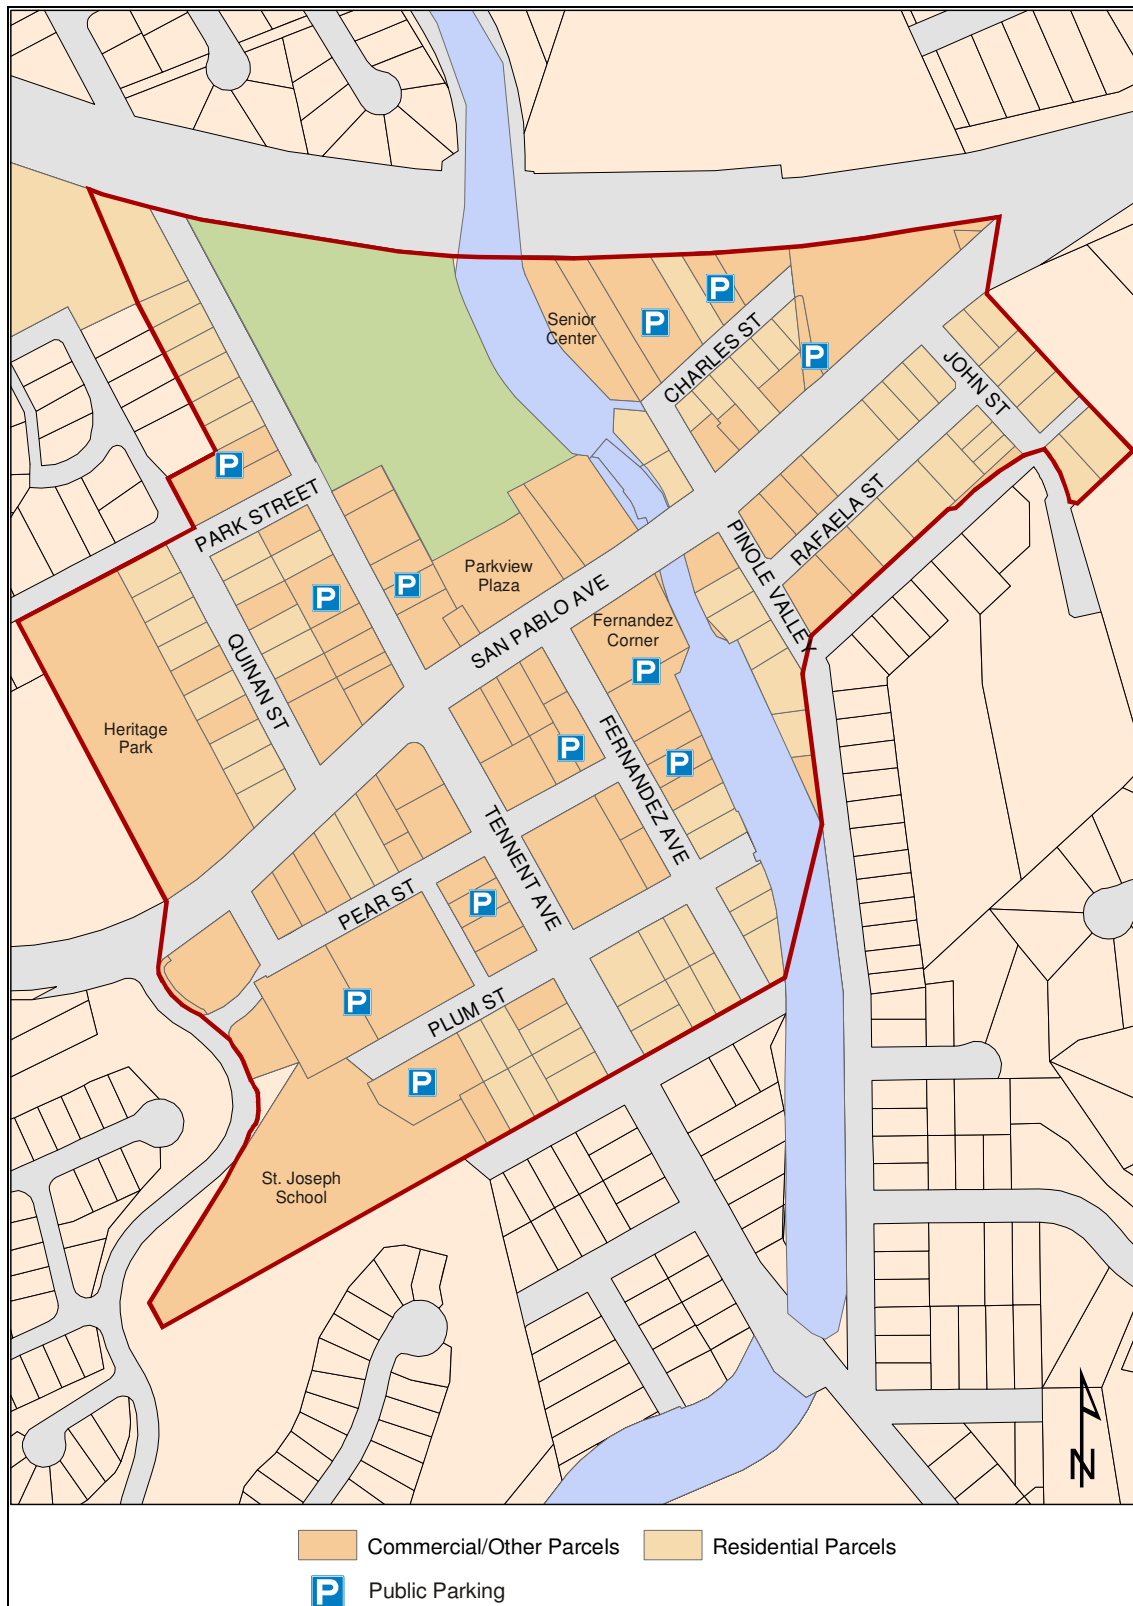 Senior
Center
P
P
CHARLES ST
P
JOHN ST
P
PARK STREET
PINOLE VALLEY
RAFAELA ST
Parkview
Plaza
P
P
SAN PABLO AVE
Fernandez
Corner
P
QUINAN ST
Heritage
Park
P
FERNANDEZ AVE
P
TENNENT AVE
PEAR ST
P
P
PLUM ST
P
St. Joseph
School
N
Commercial/Other Parcels
Residential Parcels
P Public Parking